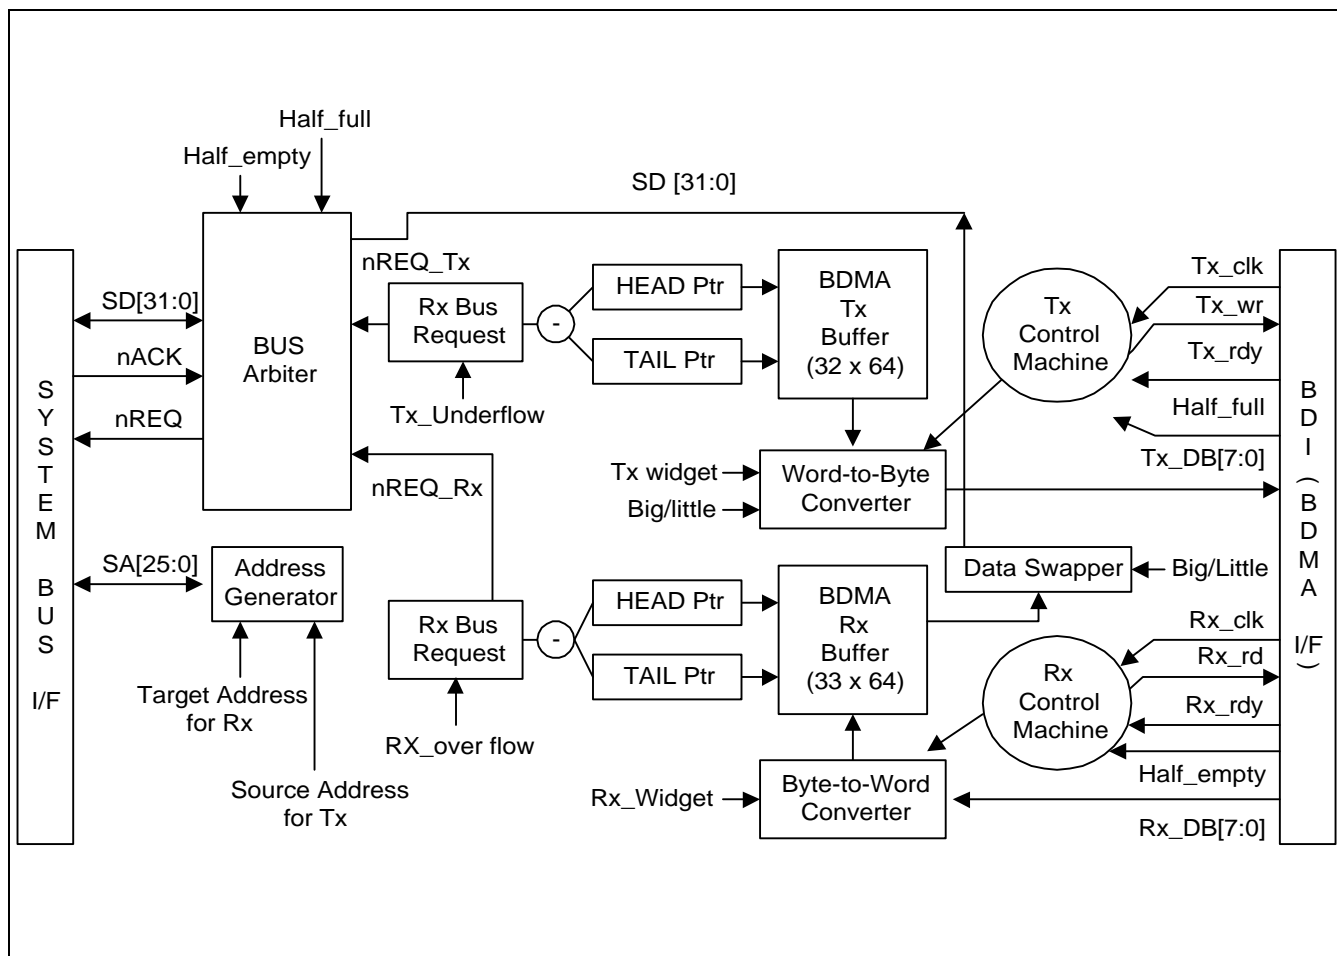 Half_full
Half_empty
SD [31:0]
nREQ_Tx
SD[31:0]
nACK
nREQ
BUS
Arbiter
Rx Bus
Request
-
HEAD Ptr
TAIL Ptr
BDMA
Tx
Buffer
(32 x 64)
Tx
Control
Machine
Tx_clk
Tx_wr
Tx_rdy
Half_full
Tx_DB[7:0]
Tx_Underflow
nREQ_Rx
Tx widget
Big/little
Word-to-Byte
Converter
SYSTEM BUS I/F
BDI (BDMA I/F)
SA[25:0]
Address
Generator
Target Address
for Rx
Source Address
for Tx
Rx Bus
Request
-
HEAD Ptr
TAIL Ptr
BDMA
Rx
Buffer
(33 x 64)
Data Swapper
Big/Little
Rx
Control
Machine
Rx_clk
Rx_rd
Rx_rdy
Half_empty
Rx_DB[7:0]
RX_over flow
Rx_Widget
Byte-to-Word
Converter